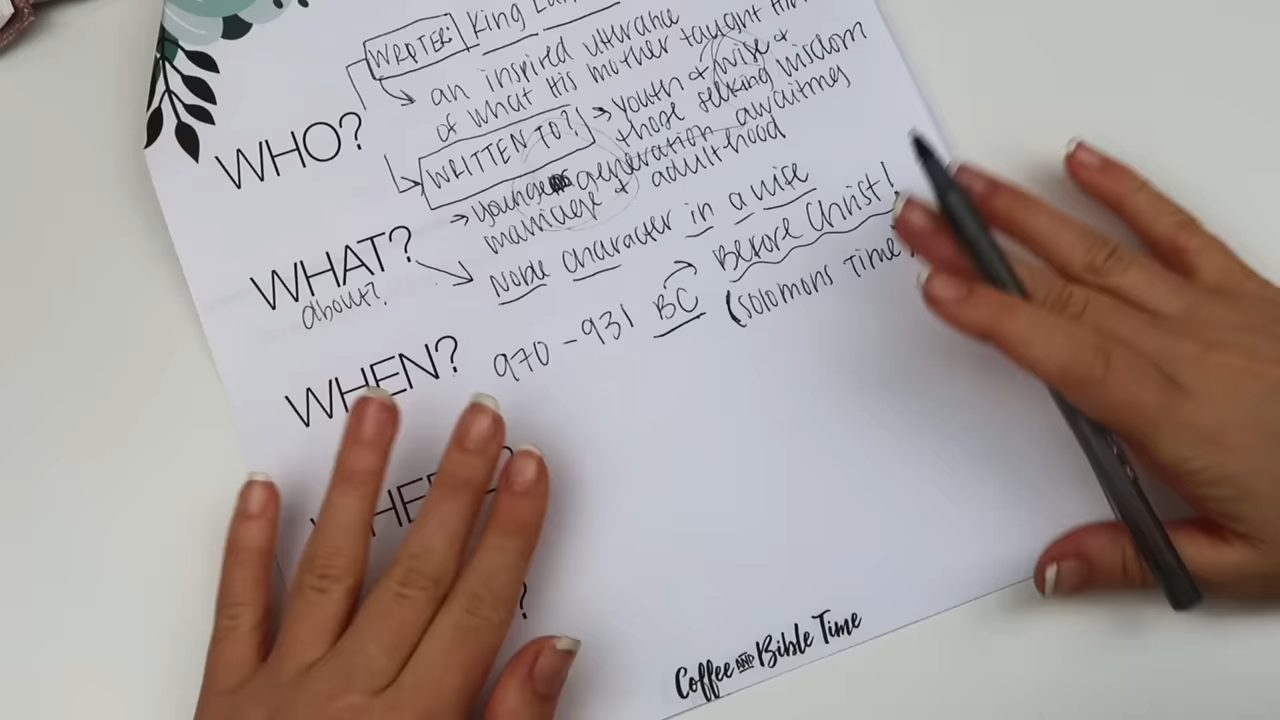 WRITER: King
an inspired utterance
of what His mother taught
WHO?
WRITTEN TO? → youth & wise &
those seeking wisdom
→ younger generation awaiting
marriage & adulthood
WHAT?
about?
Noble character in a wife
WHEN?
970 - 931 BC → Before Christ!
(Solomons Time
?
Coffee AND Bible Time